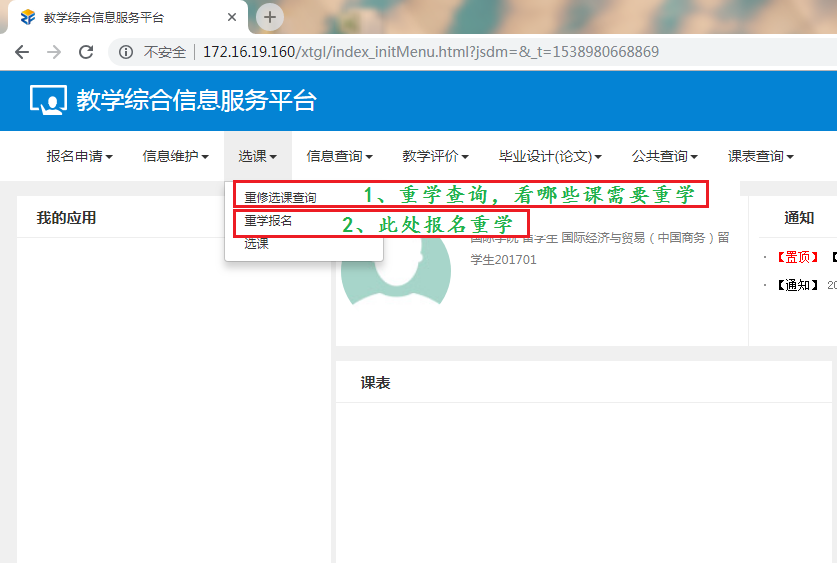 教学综合信息服务平台
不安全 172.16.19.160/xtgl/index_initMenu.html?jsdm=&_t=1538980668869
教学综合信息服务平台
报名申请 信息维护 选课 信息查询 教学评价 毕业设计(论文) 公共查询 课表查询
重修选课查询 1、重学查询，看哪些课需要重学
重学报名 2、此处报名重学
选课
我的应用
国际学院 留学生 国际经济与贸易（中国商务）留
学生201701
通知
·【置顶】【
·【通知】 20
课表